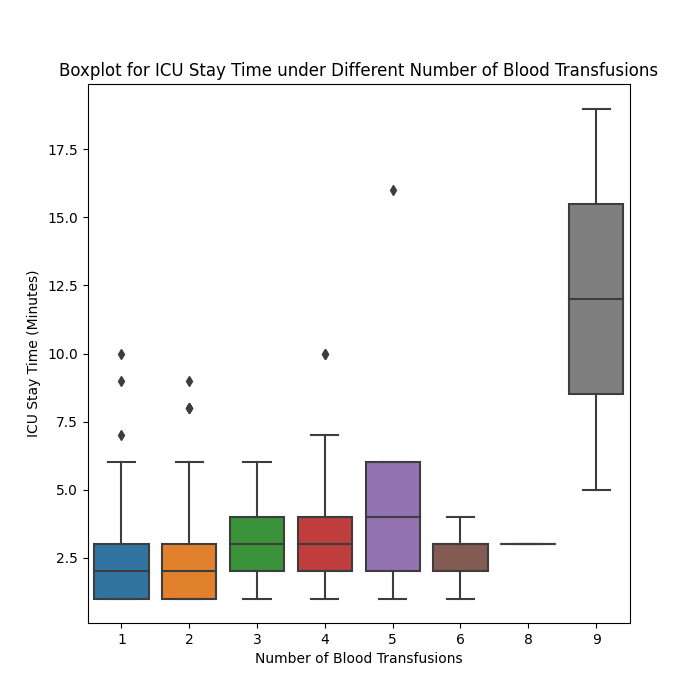 Boxplot for ICU Stay Time under Different Number of Blood Transfusions
17.5
15.0
12.5
10.0
7.5
5.0
2.5
ICU Stay Time (Minutes)
1 2 3 4 5 6 8 9
Number of Blood Transfusions